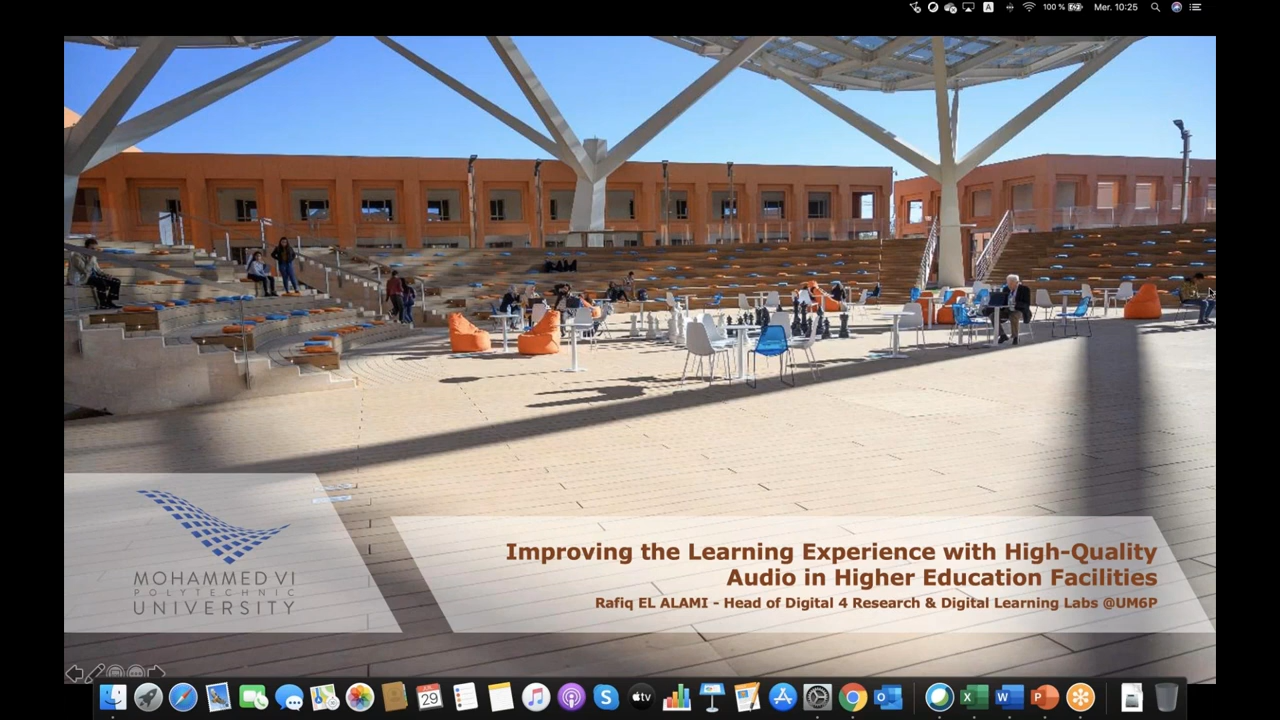 100 %
Mer. 10:25
MOHAMMED VI
POLYTECHNIC
UNIVERSITY
Improving the Learning Experience with High-Quality
Audio in Higher Education Facilities
Rafiq EL ALAMI - Head of Digital 4 Research & Digital Learning Labs @UM6P
29
tv